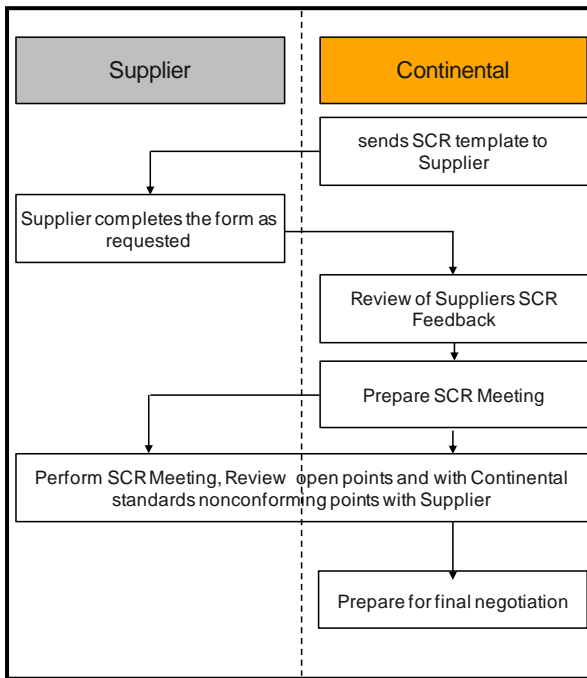 Supplier
Continental
sends SCR template to
Supplier
Supplier completes the form as
requested
Review of Suppliers SCR
Feedback
Prepare SCR Meeting
Perform SCR Meeting, Review open points and with Continental
standards nonconforming points with Supplier
Prepare for final negotiation